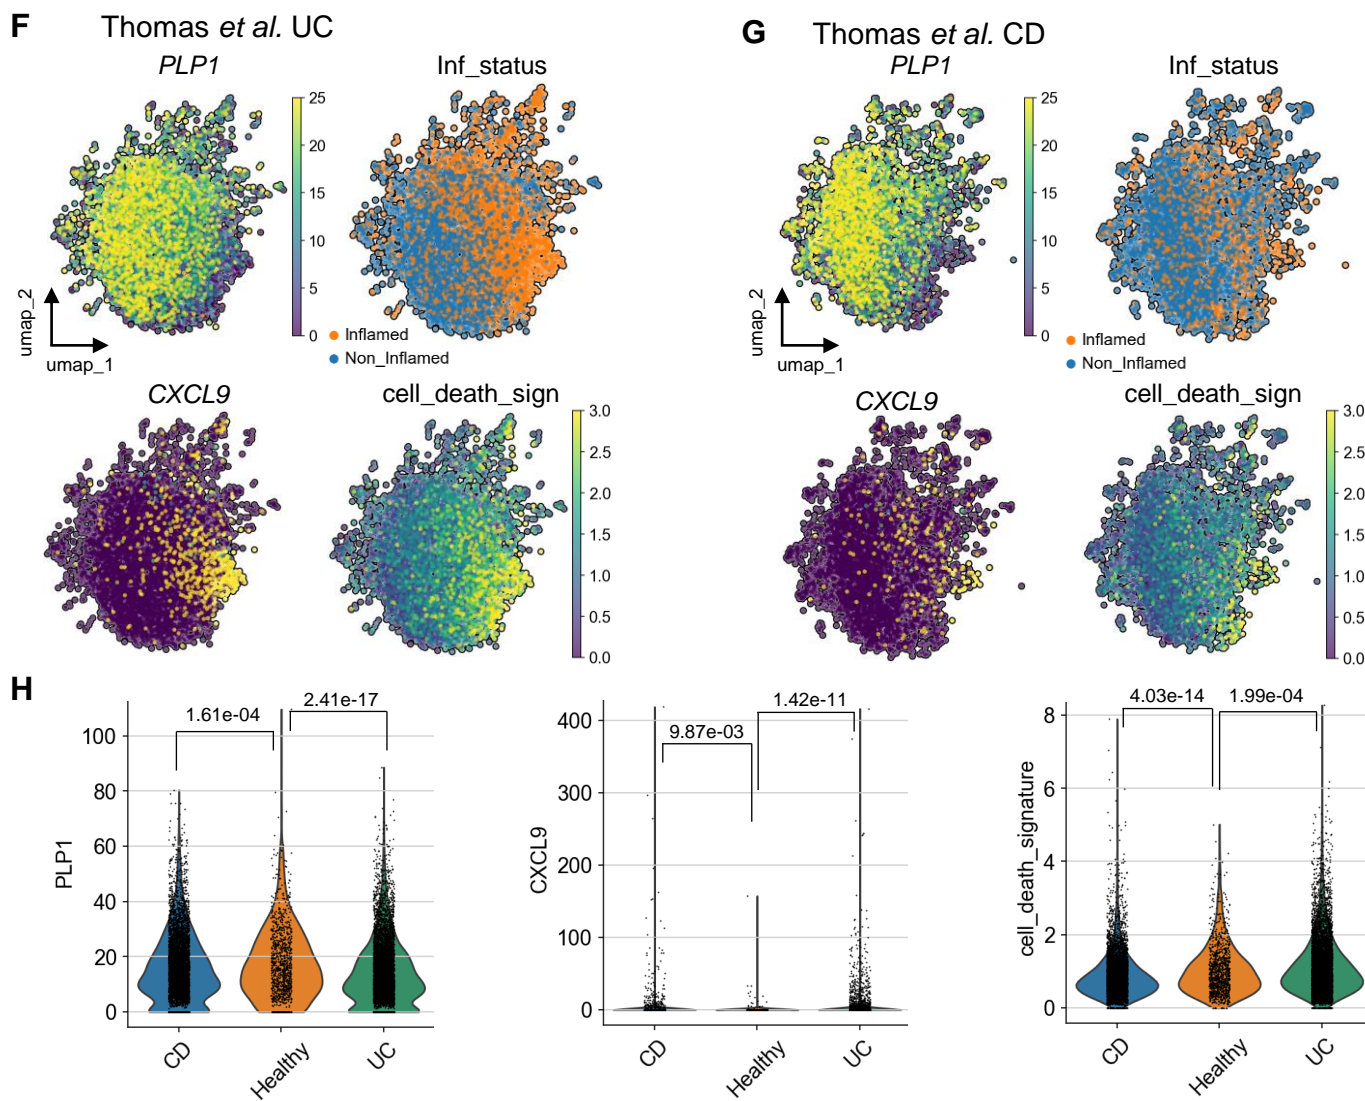 F Thomas et al. UC
PLP1
Inf_status
25
20
15
10
5
0
umap_2
umap_1
Inflamed
Non_Inflamed
CXCL9
cell_death_sign
3.0
2.5
2.0
1.5
1.0
0.5
0.0
G Thomas et al. CD
PLP1
Inf_status
25
20
15
10
5
0
umap_2
umap_1
Inflamed
Non_Inflamed
CXCL9
cell_death_sign
3.0
2.5
2.0
1.5
1.0
0.5
0.0
H
1.61e-04
2.41e-17
PLP1
100
80
60
40
20
0
CD
Healthy
UC
9.87e-03
1.42e-11
CXCL9
400
300
200
100
0
CD
Healthy
UC
4.03e-14
1.99e-04
cell_death_signature
8
6
4
2
0
CD
Healthy
UC